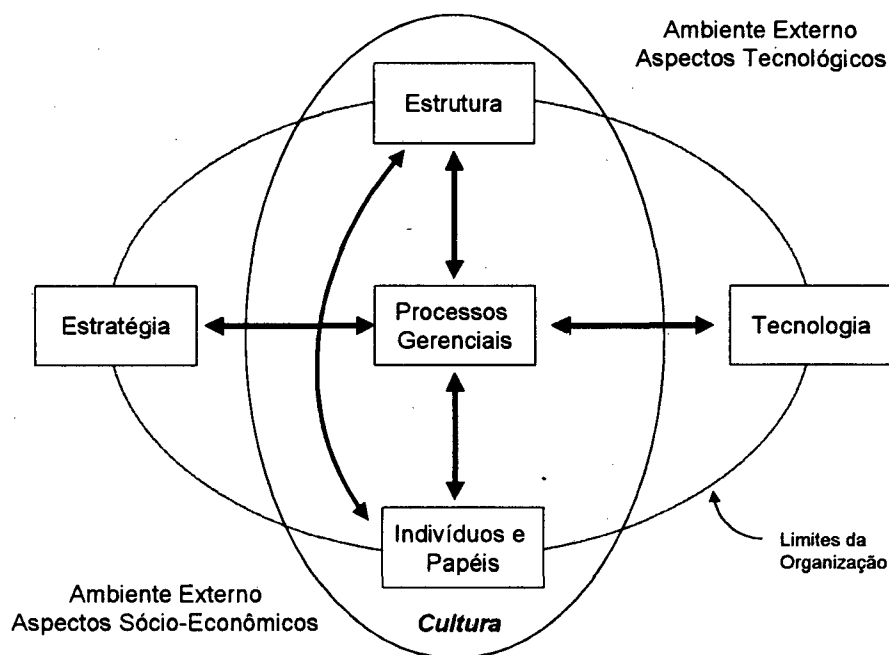 Ambiente Externo
Aspectos Tecnológicos
Estrutura
Estratégia
Processos
Gerenciais
Tecnologia
Indivíduos e
Papéis
Limites da
Organização
Ambiente Externo
Aspectos Sócio-Econômicos
Cultura